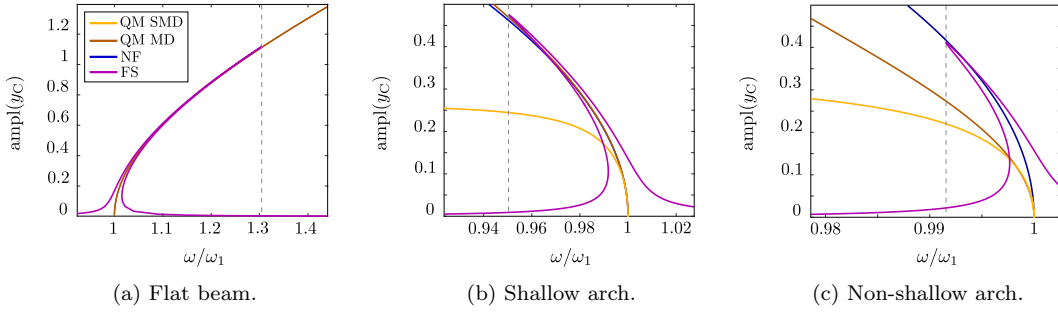 QM SMD
QM MD
NF
FS
ampl(y_C)
1.2
1
0.8
0.6
0.4
0.2
0
1
1.1
1.2
1.3
1.4
ω/ω₁
(a) Flat beam.
ampl(y_C)
0.4
0.3
0.2
0.1
0
0.94
0.96
0.98
1
1.02
ω/ω₁
(b) Shallow arch.
ampl(y_C)
0.4
0.3
0.2
0.1
0
0.98
0.99
1
ω/ω₁
(c) Non-shallow arch.